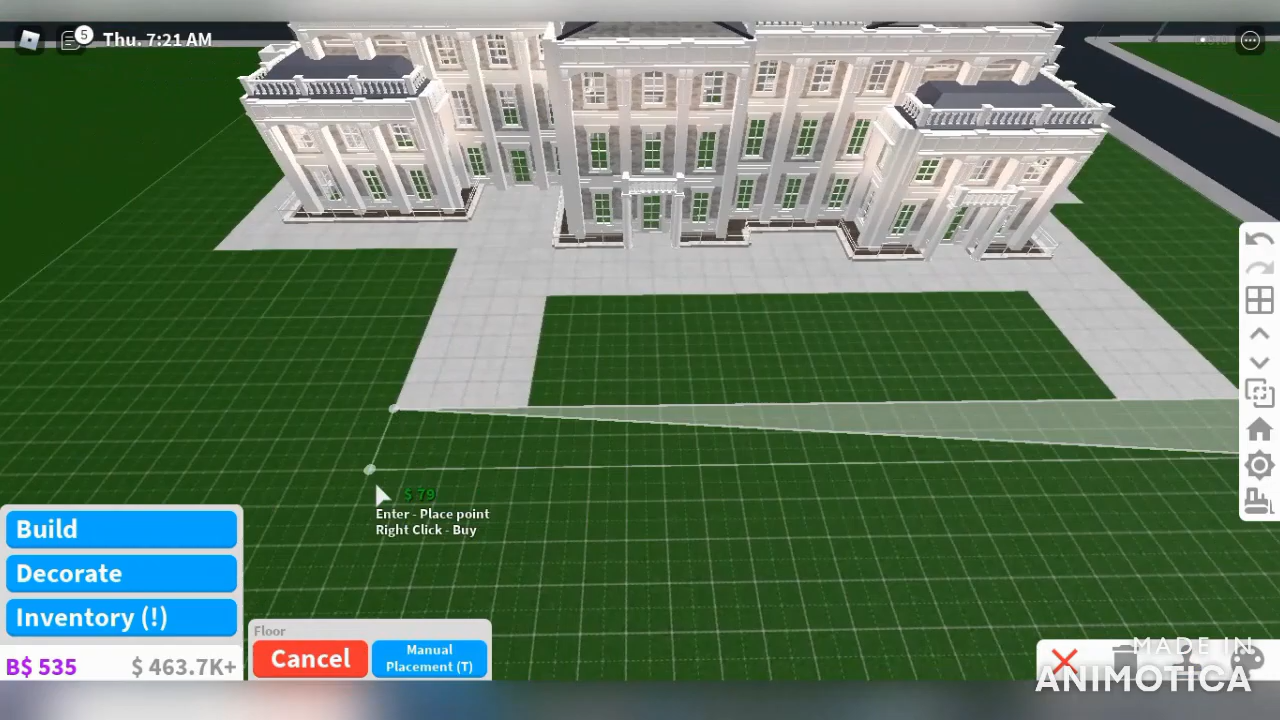 5
Thu. 7:21 AM
$ 79
Enter - Place point
Right Click - Buy
Build
Decorate
Inventory (!)
B$ 535
$ 463.7K+
Floor
Cancel
Manual
Placement (T)
MADE IN
ANIMOTICA